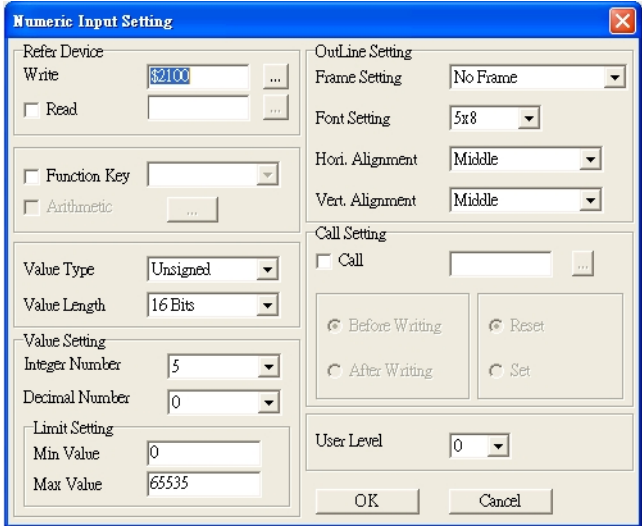 Numeric Input Setting
Refer Device
Write $2100 ...
Read ...
Function Key
Arithmetic ...
Value Type Unsigned
Value Length 16 Bits
Value Setting
Integer Number 5
Decimal Number 0
Limit Setting
Min Value 0
Max Value 65535
OutLine Setting
Frame Setting No Frame
Font Setting 5x8
Hori. Alignment Middle
Vert. Alignment Middle
Call Setting
Call ...
Before Writing Reset
After Writing Set
User Level 0
OK Cancel